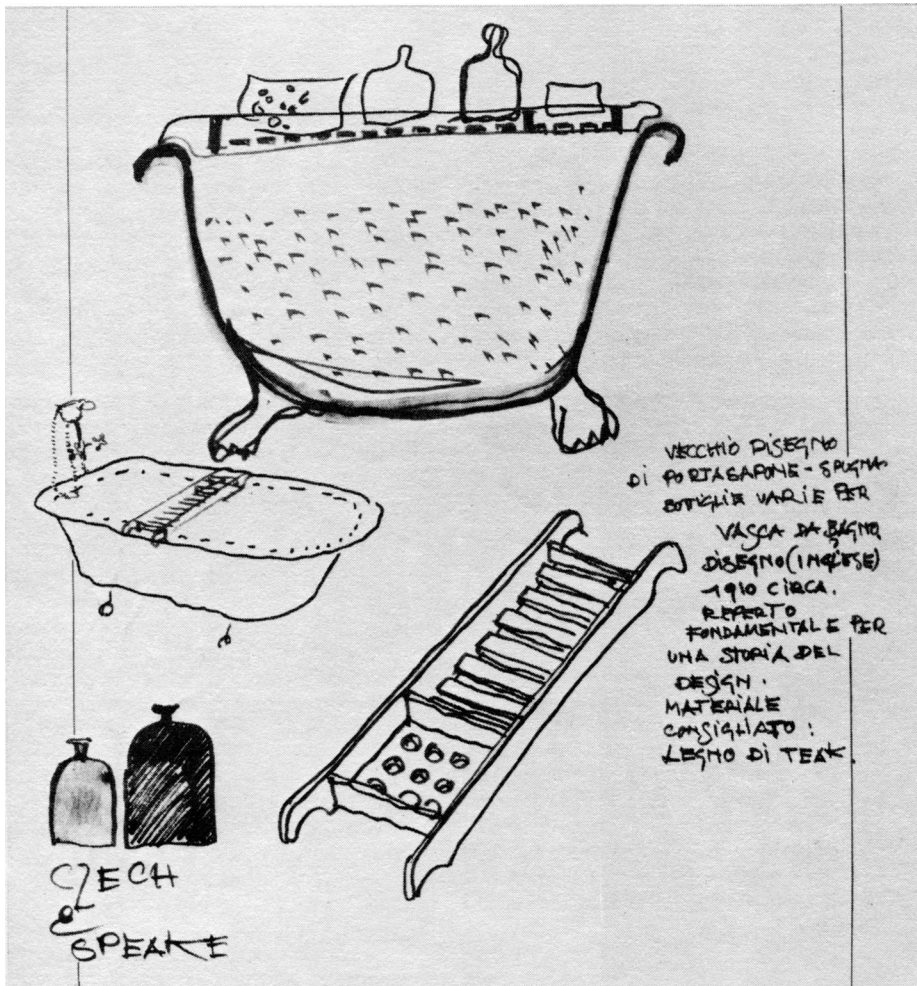 VECCHIO DISEGNO
DI PORTASAPONE - SPUGNA
BOTTIGLIE VARIE PER
VASCA DA BAGNO
DISEGNO (INGLESE)
1910 CIRCA.
REPERTO
FONDAMENTALE PER
UNA STORIA DEL
DESIGN.
MATERIALE
CONSIGLIATO:
LEGNO DI TEAK.
CZECH
&
SPEAKE